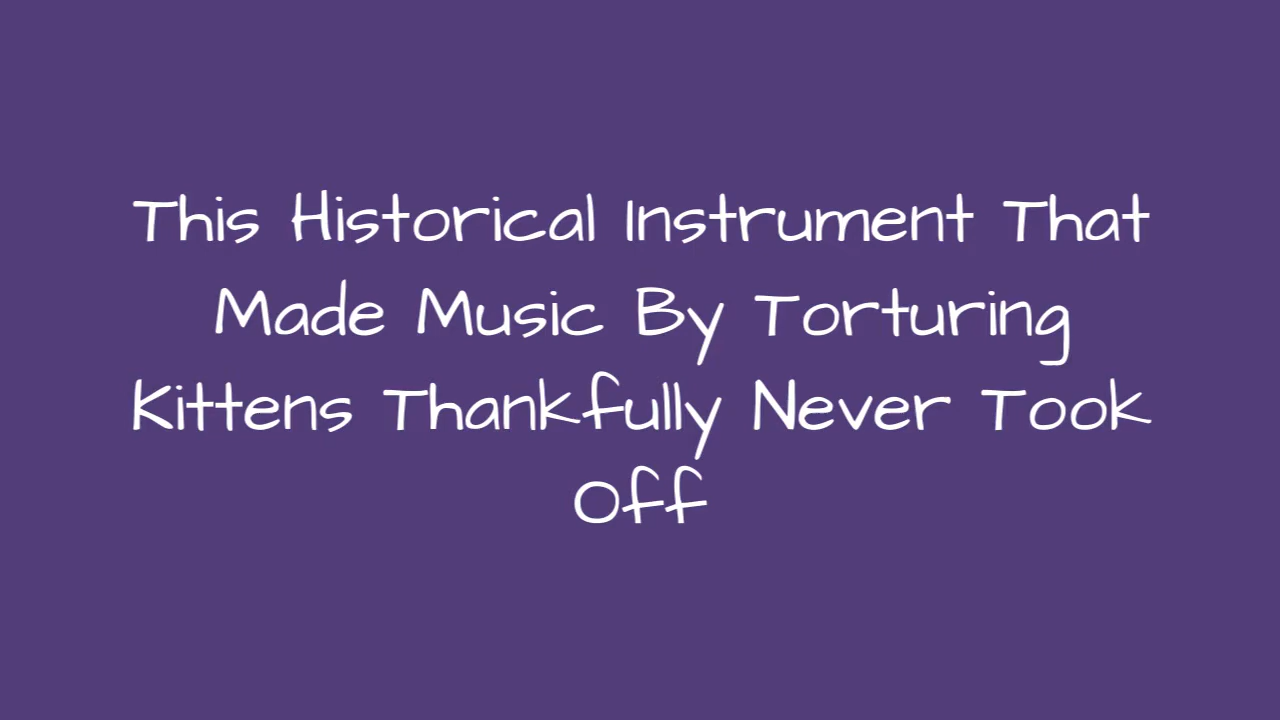 This Historical Instrument That
Made Music By Torturing
Kittens Thankfully Never Took
Off